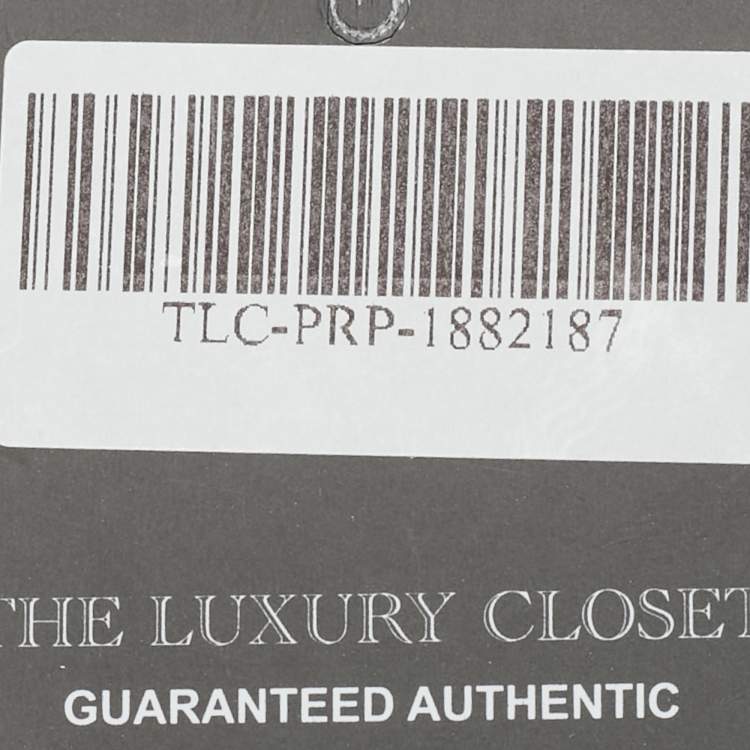 TLC-PRP-1882187
THE LUXURY CLOSET
GUARANTEED AUTHENTIC